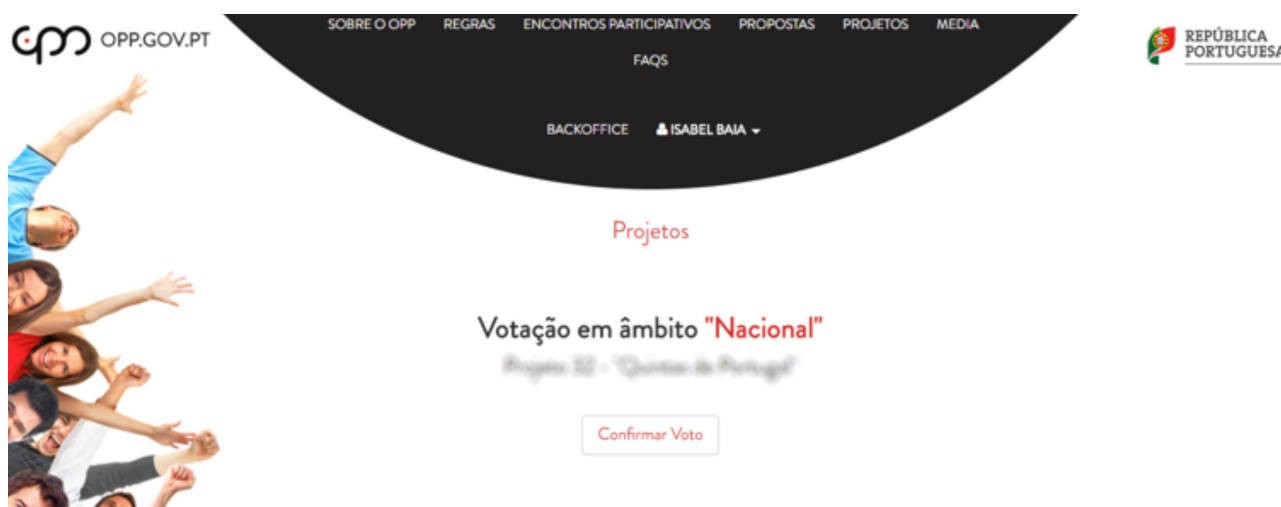 OPP.GOV.PT
SOBRE O OPP REGRAS ENCONTROS PARTICIPATIVOS PROPOSTAS PROJETOS MEDIA
FAQS
BACKOFFICE ISABEL BAIA
REPÚBLICA
PORTUGUESA
Projetos
Votação em âmbito "Nacional"
Confirmar Voto